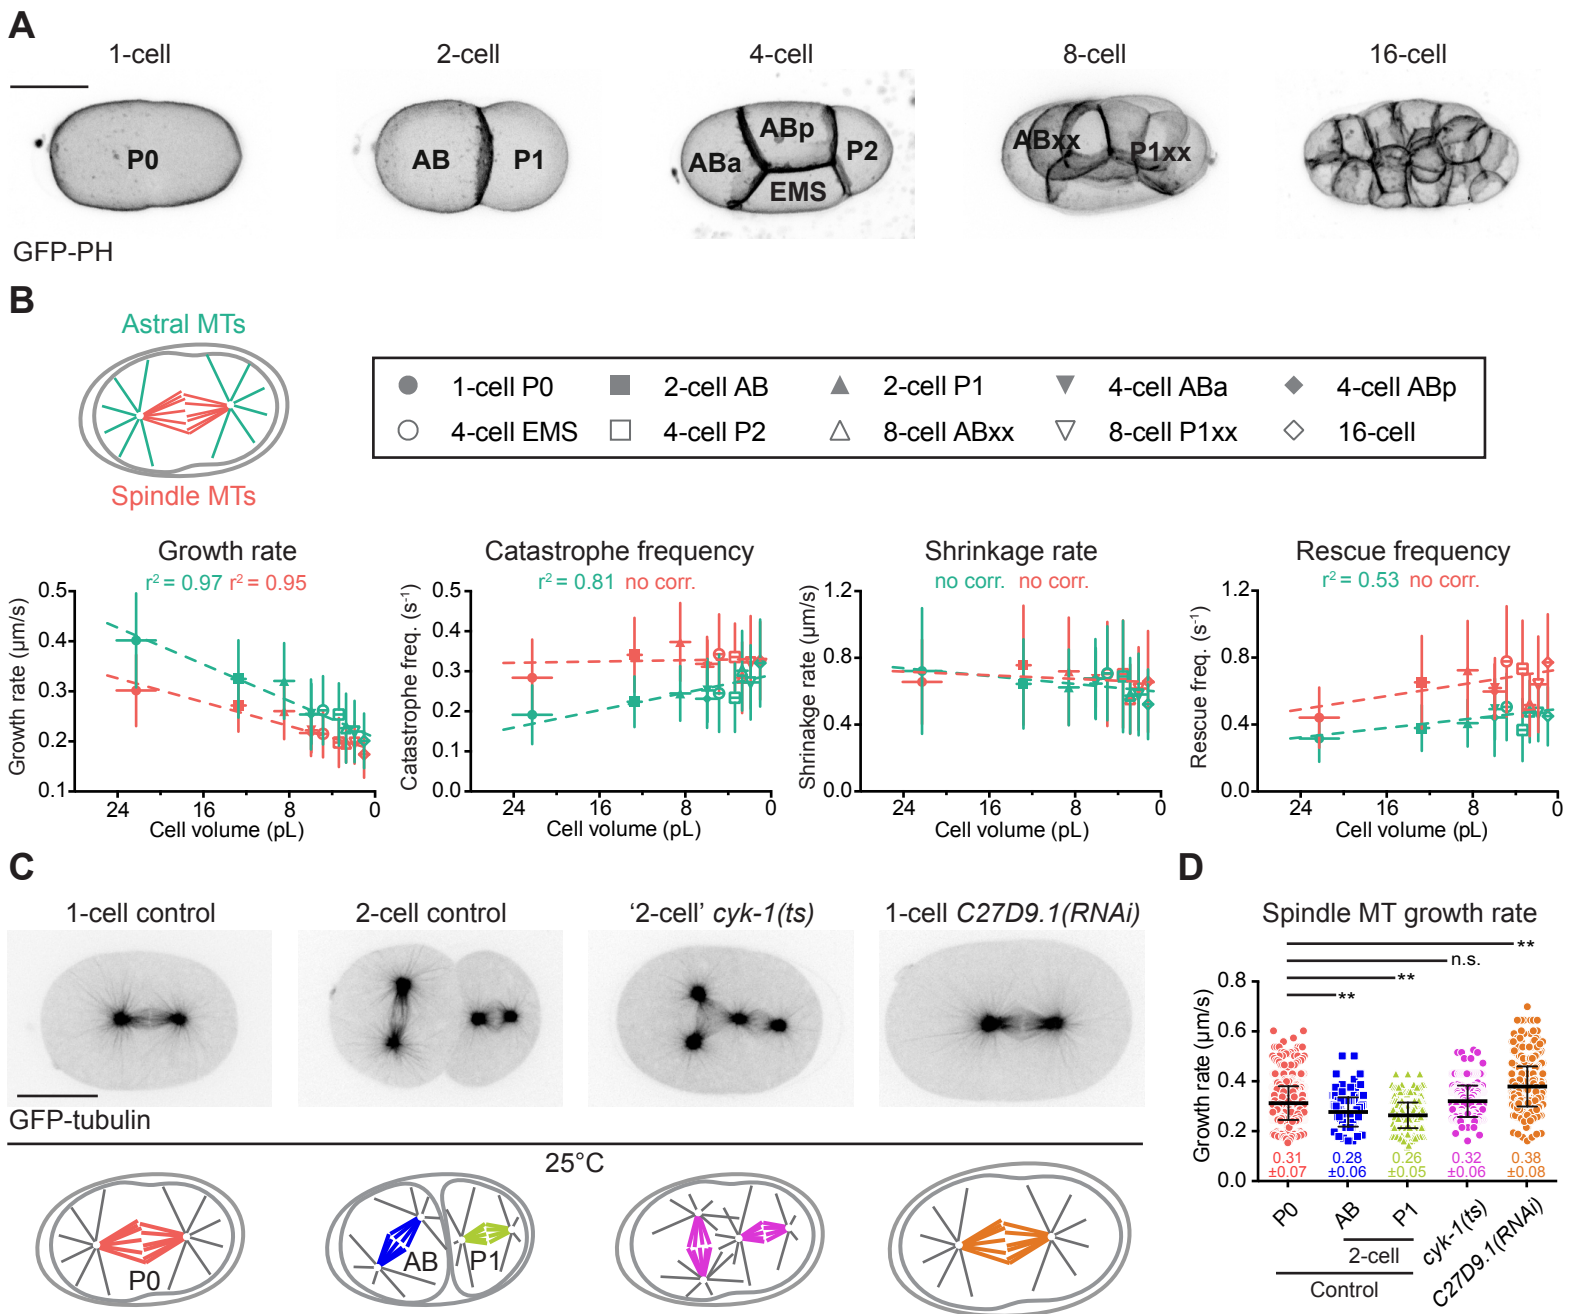 A
1-cell 2-cell 4-cell 8-cell 16-cell
P0 AB P1 ABa ABp EMS P2 ABxx P1xx
GFP-PH
B
Astral MTs
Spindle MTs
1-cell P0 2-cell AB 2-cell P1 4-cell ABa 4-cell ABp
4-cell EMS 4-cell P2 8-cell ABxx 8-cell P1xx 16-cell
Growth rate
r² = 0.97 r² = 0.95
Growth rate (µm/s)
0.5
0.4
0.3
0.2
0.1
24 16 8 0
Cell volume (pL)
Catastrophe frequency
r² = 0.81 no corr.
Catastrophe freq. (s⁻¹)
0.5
0.4
0.3
0.2
0.1
0.0
24 16 8 0
Cell volume (pL)
Shrinkage rate
no corr. no corr.
Shrinakge rate (µm/s)
1.2
0.8
0.4
0.0
24 16 8 0
Cell volume (pL)
Rescue frequency
r² = 0.53 no corr.
Rescue freq. (s⁻¹)
1.2
0.8
0.4
0.0
24 16 8 0
Cell volume (pL)
C
1-cell control 2-cell control ‘2-cell’ cyk-1(ts) 1-cell C27D9.1(RNAi)
GFP-tubulin
25°C
P0 AB P1
D
Spindle MT growth rate
**
n.s.
**
**
Growth rate (µm/s)
0.8
0.6
0.4
0.2
0.0
0.31 0.28 0.26 0.32 0.38
±0.07 ±0.06 ±0.05 ±0.06 ±0.08
P0 AB P1 cyk-1(ts) C27D9.1(RNAi)
2-cell
Control